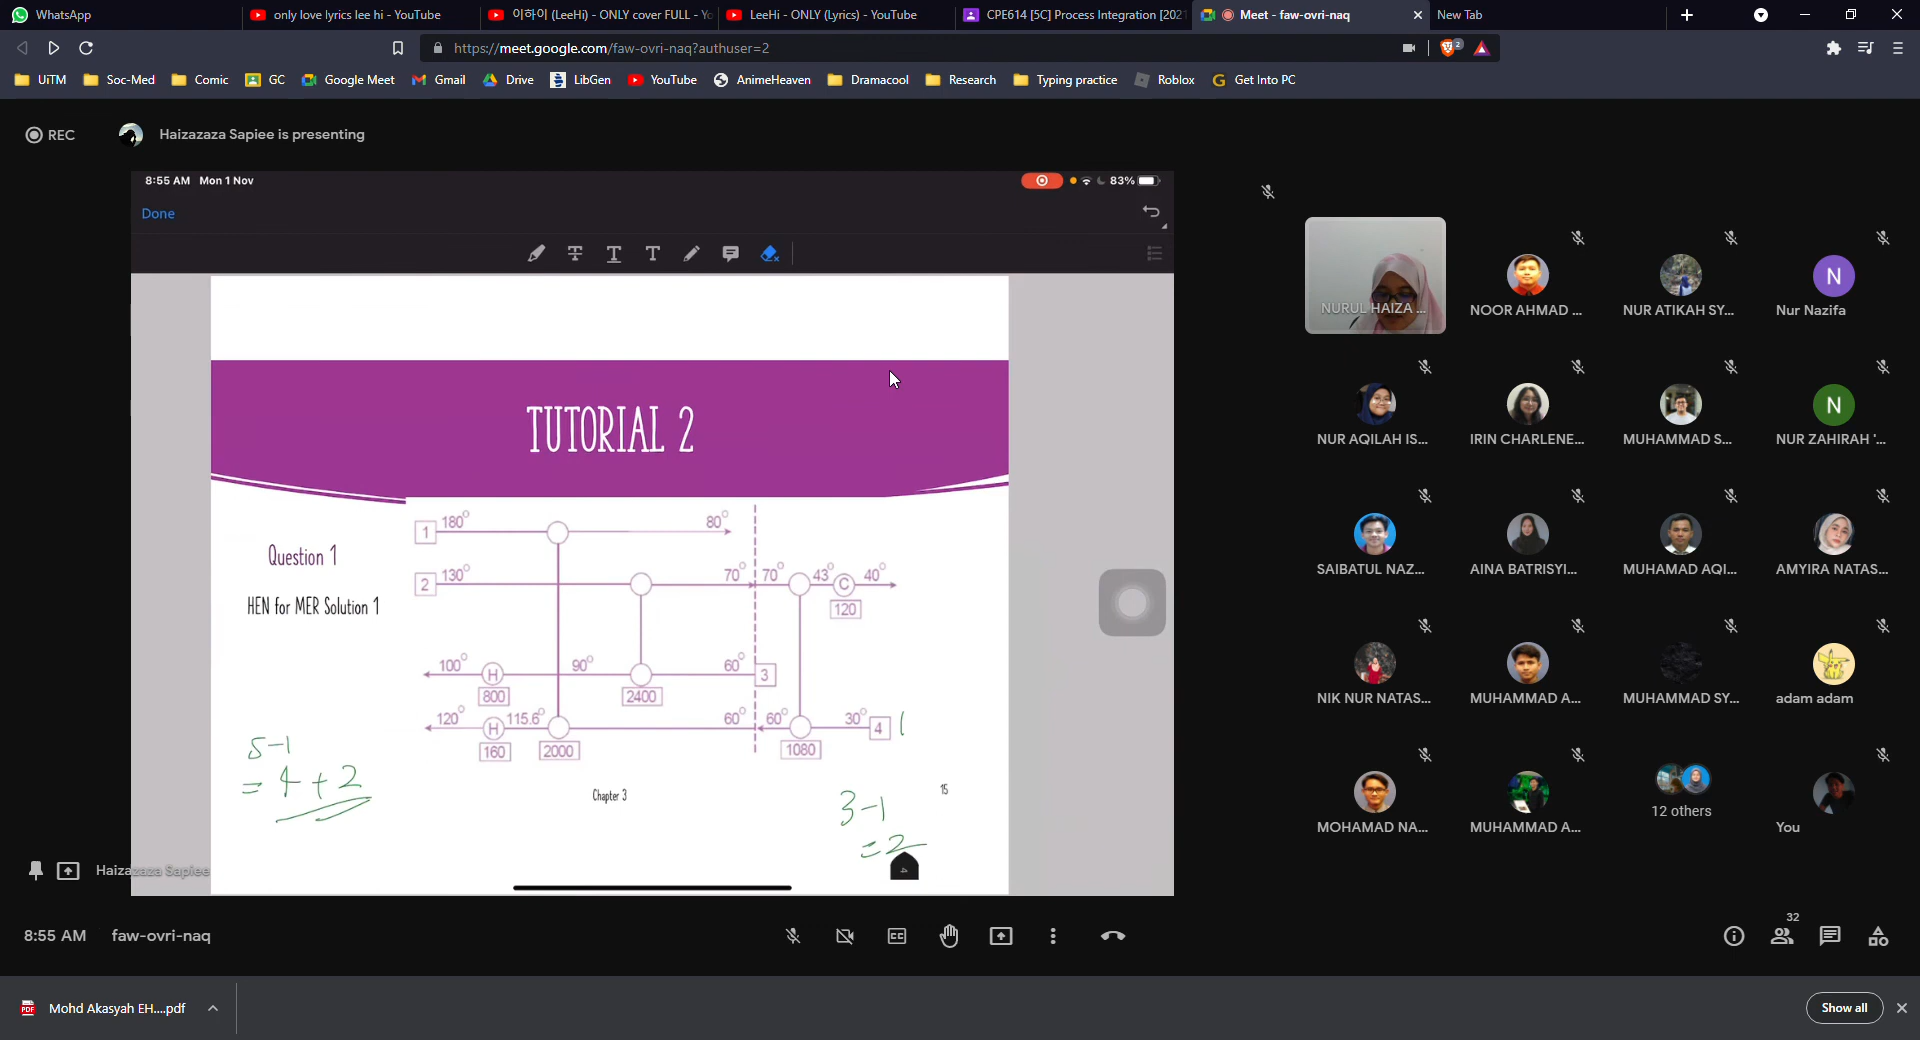 WhatsApp
only love lyrics lee hi - YouTube
이하이 (LeeHi) - ONLY cover FULL - Yo
LeeHi - ONLY (Lyrics) - YouTube
CPE614 [5C] Process Integration [2021
Meet - faw-ovri-naq
New Tab
https://meet.google.com/faw-ovri-naq?authuser=2
2
UiTM
Soc-Med
Comic
GC
Google Meet
Gmail
Drive
LibGen
YouTube
AnimeHeaven
Dramacool
Research
Typing practice
Roblox
Get Into PC
REC
Haizazaza Sapiee is presenting
8:55 AM Mon 1 Nov
83%
Done
TUTORIAL 2
Question 1
HEN for MER Solution 1
1 180° 80°
2 130° 70° 70° 43° C 40°
120
100° H 90° 60° 3
800 2400
120° H 115.6° 60° 60° 30° 4 1
160 2000 1080
5-1
= 4 + 2
Chapter 3
15
3-1
=2
Haizazaza Sapiee
NURUL HAIZA ...
NOOR AHMAD ...
NUR ATIKAH SY...
N
Nur Nazifa
NUR AQILAH IS...
IRIN CHARLENE...
MUHAMMAD S...
N
NUR ZAHIRAH '...
SAIBATUL NAZ...
AINA BATRISYI...
MUHAMAD AQI...
AMYIRA NATAS...
NIK NUR NATAS...
MUHAMMAD A...
MUHAMMAD SY...
adam adam
MOHAMAD NA...
MUHAMMAD A...
12 others
You
8:55 AM faw-ovri-naq
32
Mohd Akasyah EH....pdf
Show all